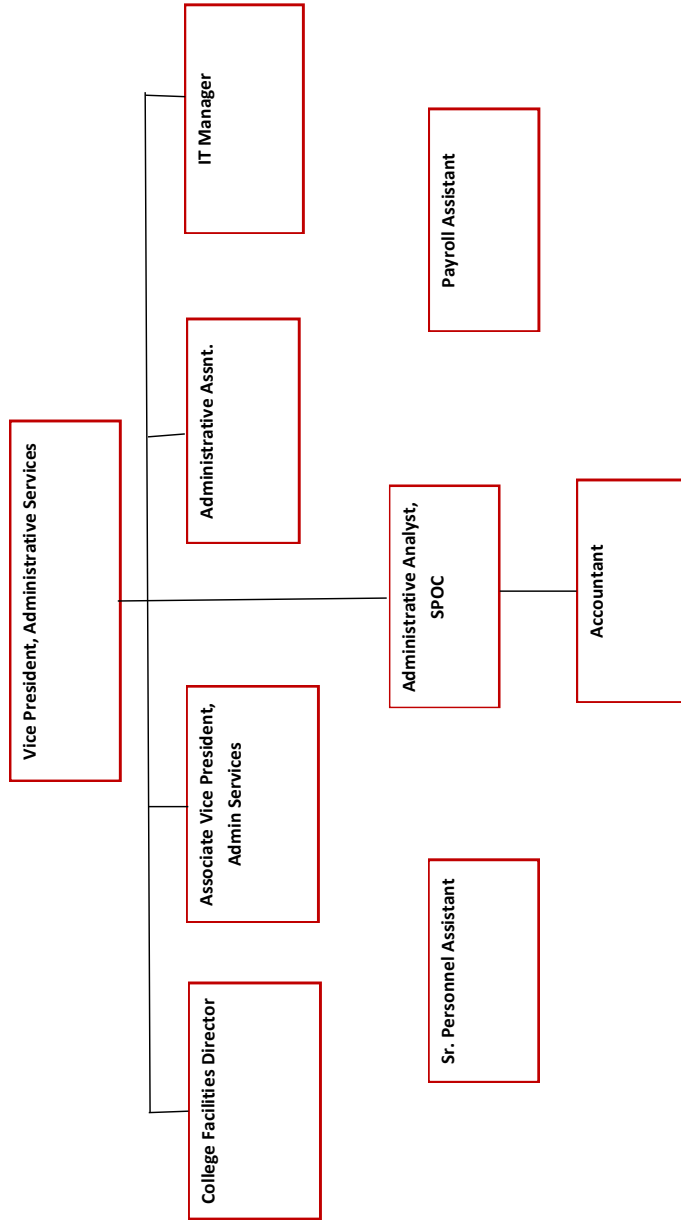 Vice President, Administrative Services
College Facilities Director
Associate Vice President,
Admin Services
Administrative Assnt.
IT Manager
Sr. Personnel Assistant
Administrative Analyst,
SPOC
Payroll Assistant
Accountant